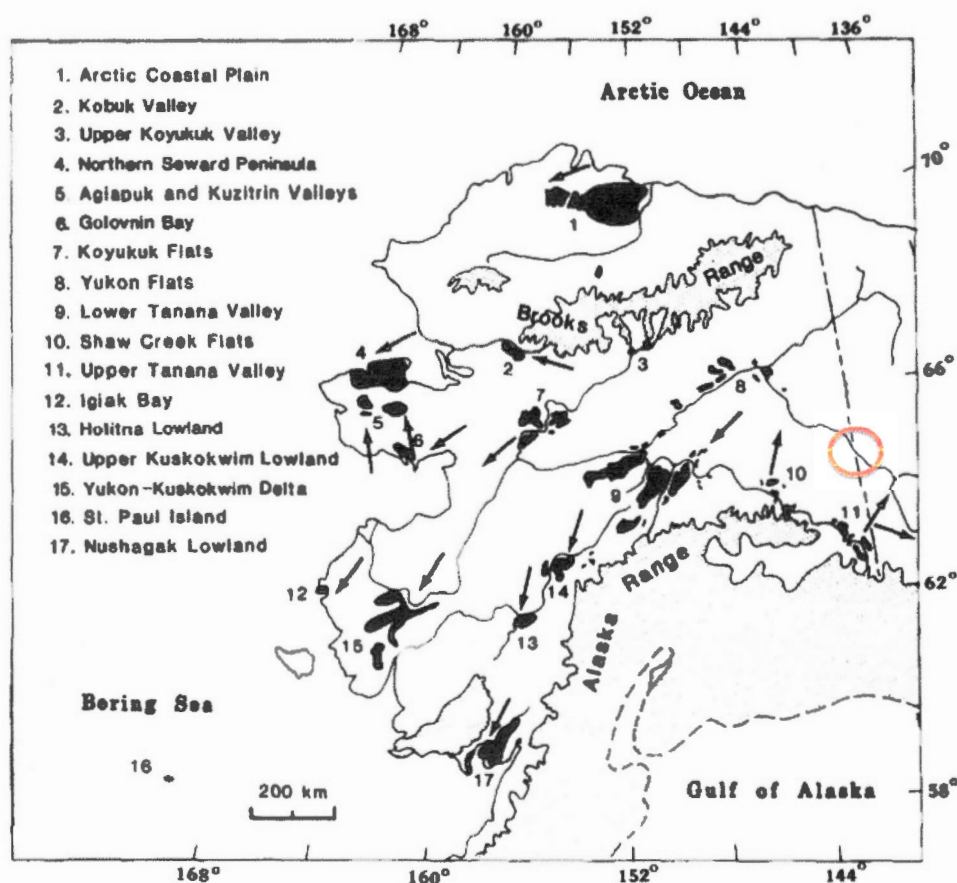 168° 160° 152° 144° 136°
1. Arctic Coastal Plain
2. Kobuk Valley
3. Upper Koyukuk Valley
4. Northern Seward Peninsula
5. Agiapuk and Kuzitrin Valleys
6. Golovnin Bay
7. Koyukuk Flats
8. Yukon Flats
9. Lower Tanana Valley
10. Shaw Creek Flats
11. Upper Tanana Valley
12. Igiak Bay
13. Holitna Lowland
14. Upper Kuskokwim Lowland
15. Yukon-Kuskokwim Delta
16. St. Paul Island
17. Nushagak Lowland
Arctic Ocean
70°
1
Brooks Range
4
2
3
66°
8
7
5
6
10
9
11
14
Alaska Range
62°
12
13
15
Bering Sea
16
17
200 km
Gulf of Alaska
58°
168° 160° 152° 144°